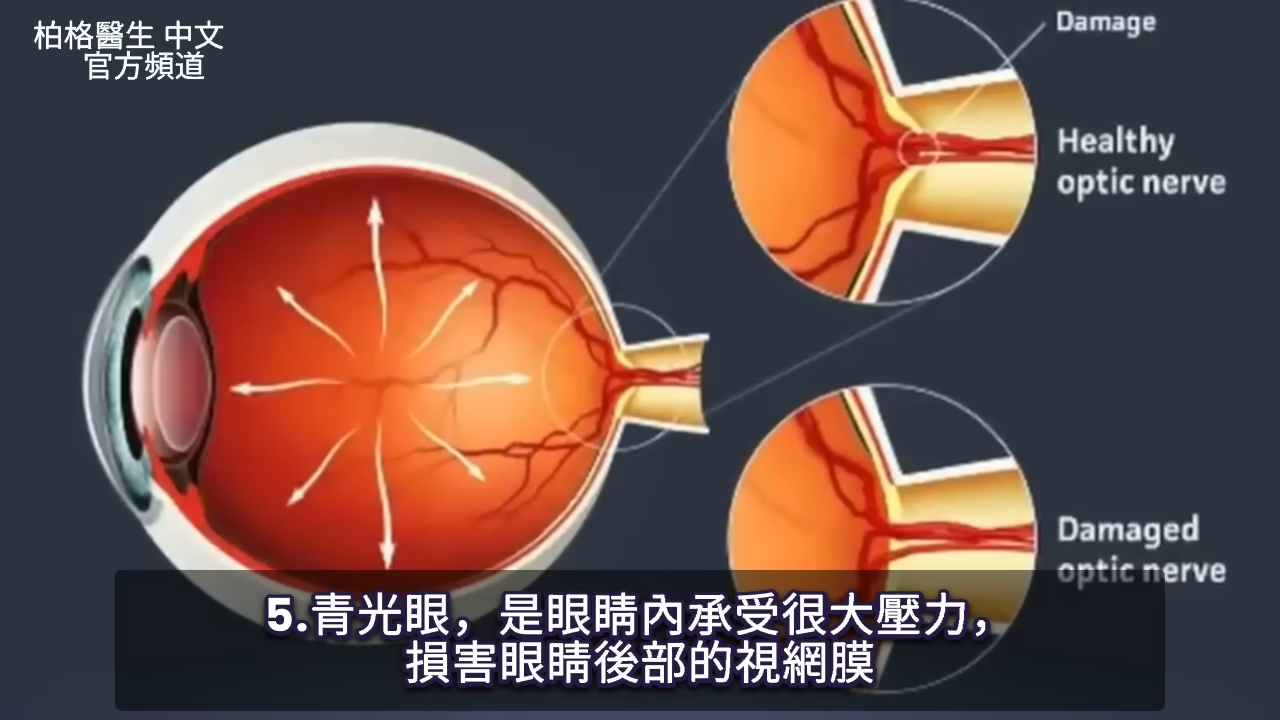 柏格醫生 中文
官方頻道
Damage
Healthy
optic nerve
Damaged
optic nerve
5.青光眼，是眼睛內承受很大壓力，
損害眼睛後部的視網膜